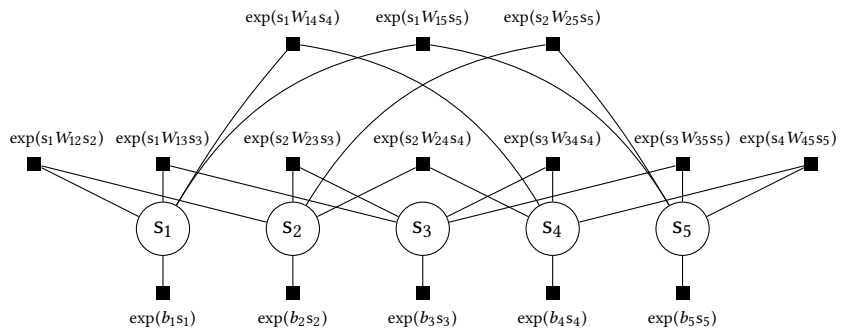 exp(s₁W₁₄s₄) exp(s₁W₁₅s₅) exp(s₂W₂₅s₅)
exp(s₁W₁₂s₂) exp(s₁W₁₃s₃) exp(s₂W₂₃s₃) exp(s₂W₂₄s₄) exp(s₃W₃₄s₄) exp(s₃W₃₅s₅) exp(s₄W₄₅s₅)
s₁ s₂ s₃ s₄ s₅
exp(b₁s₁) exp(b₂s₂) exp(b₃s₃) exp(b₄s₄) exp(b₅s₅)